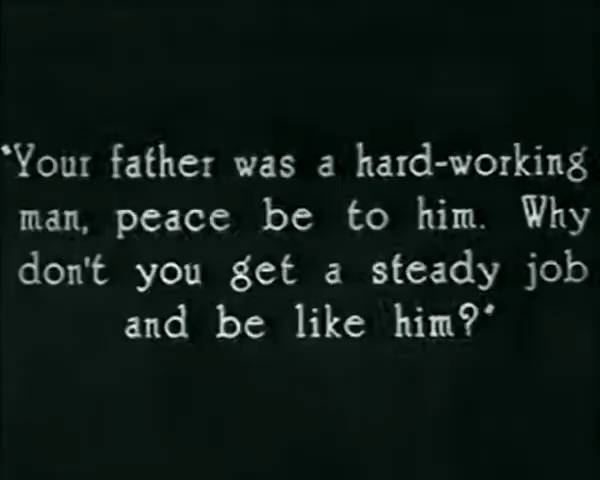 "Your father was a hard-working
man, peace be to him. Why
don't you get a steady job
and be like him?"